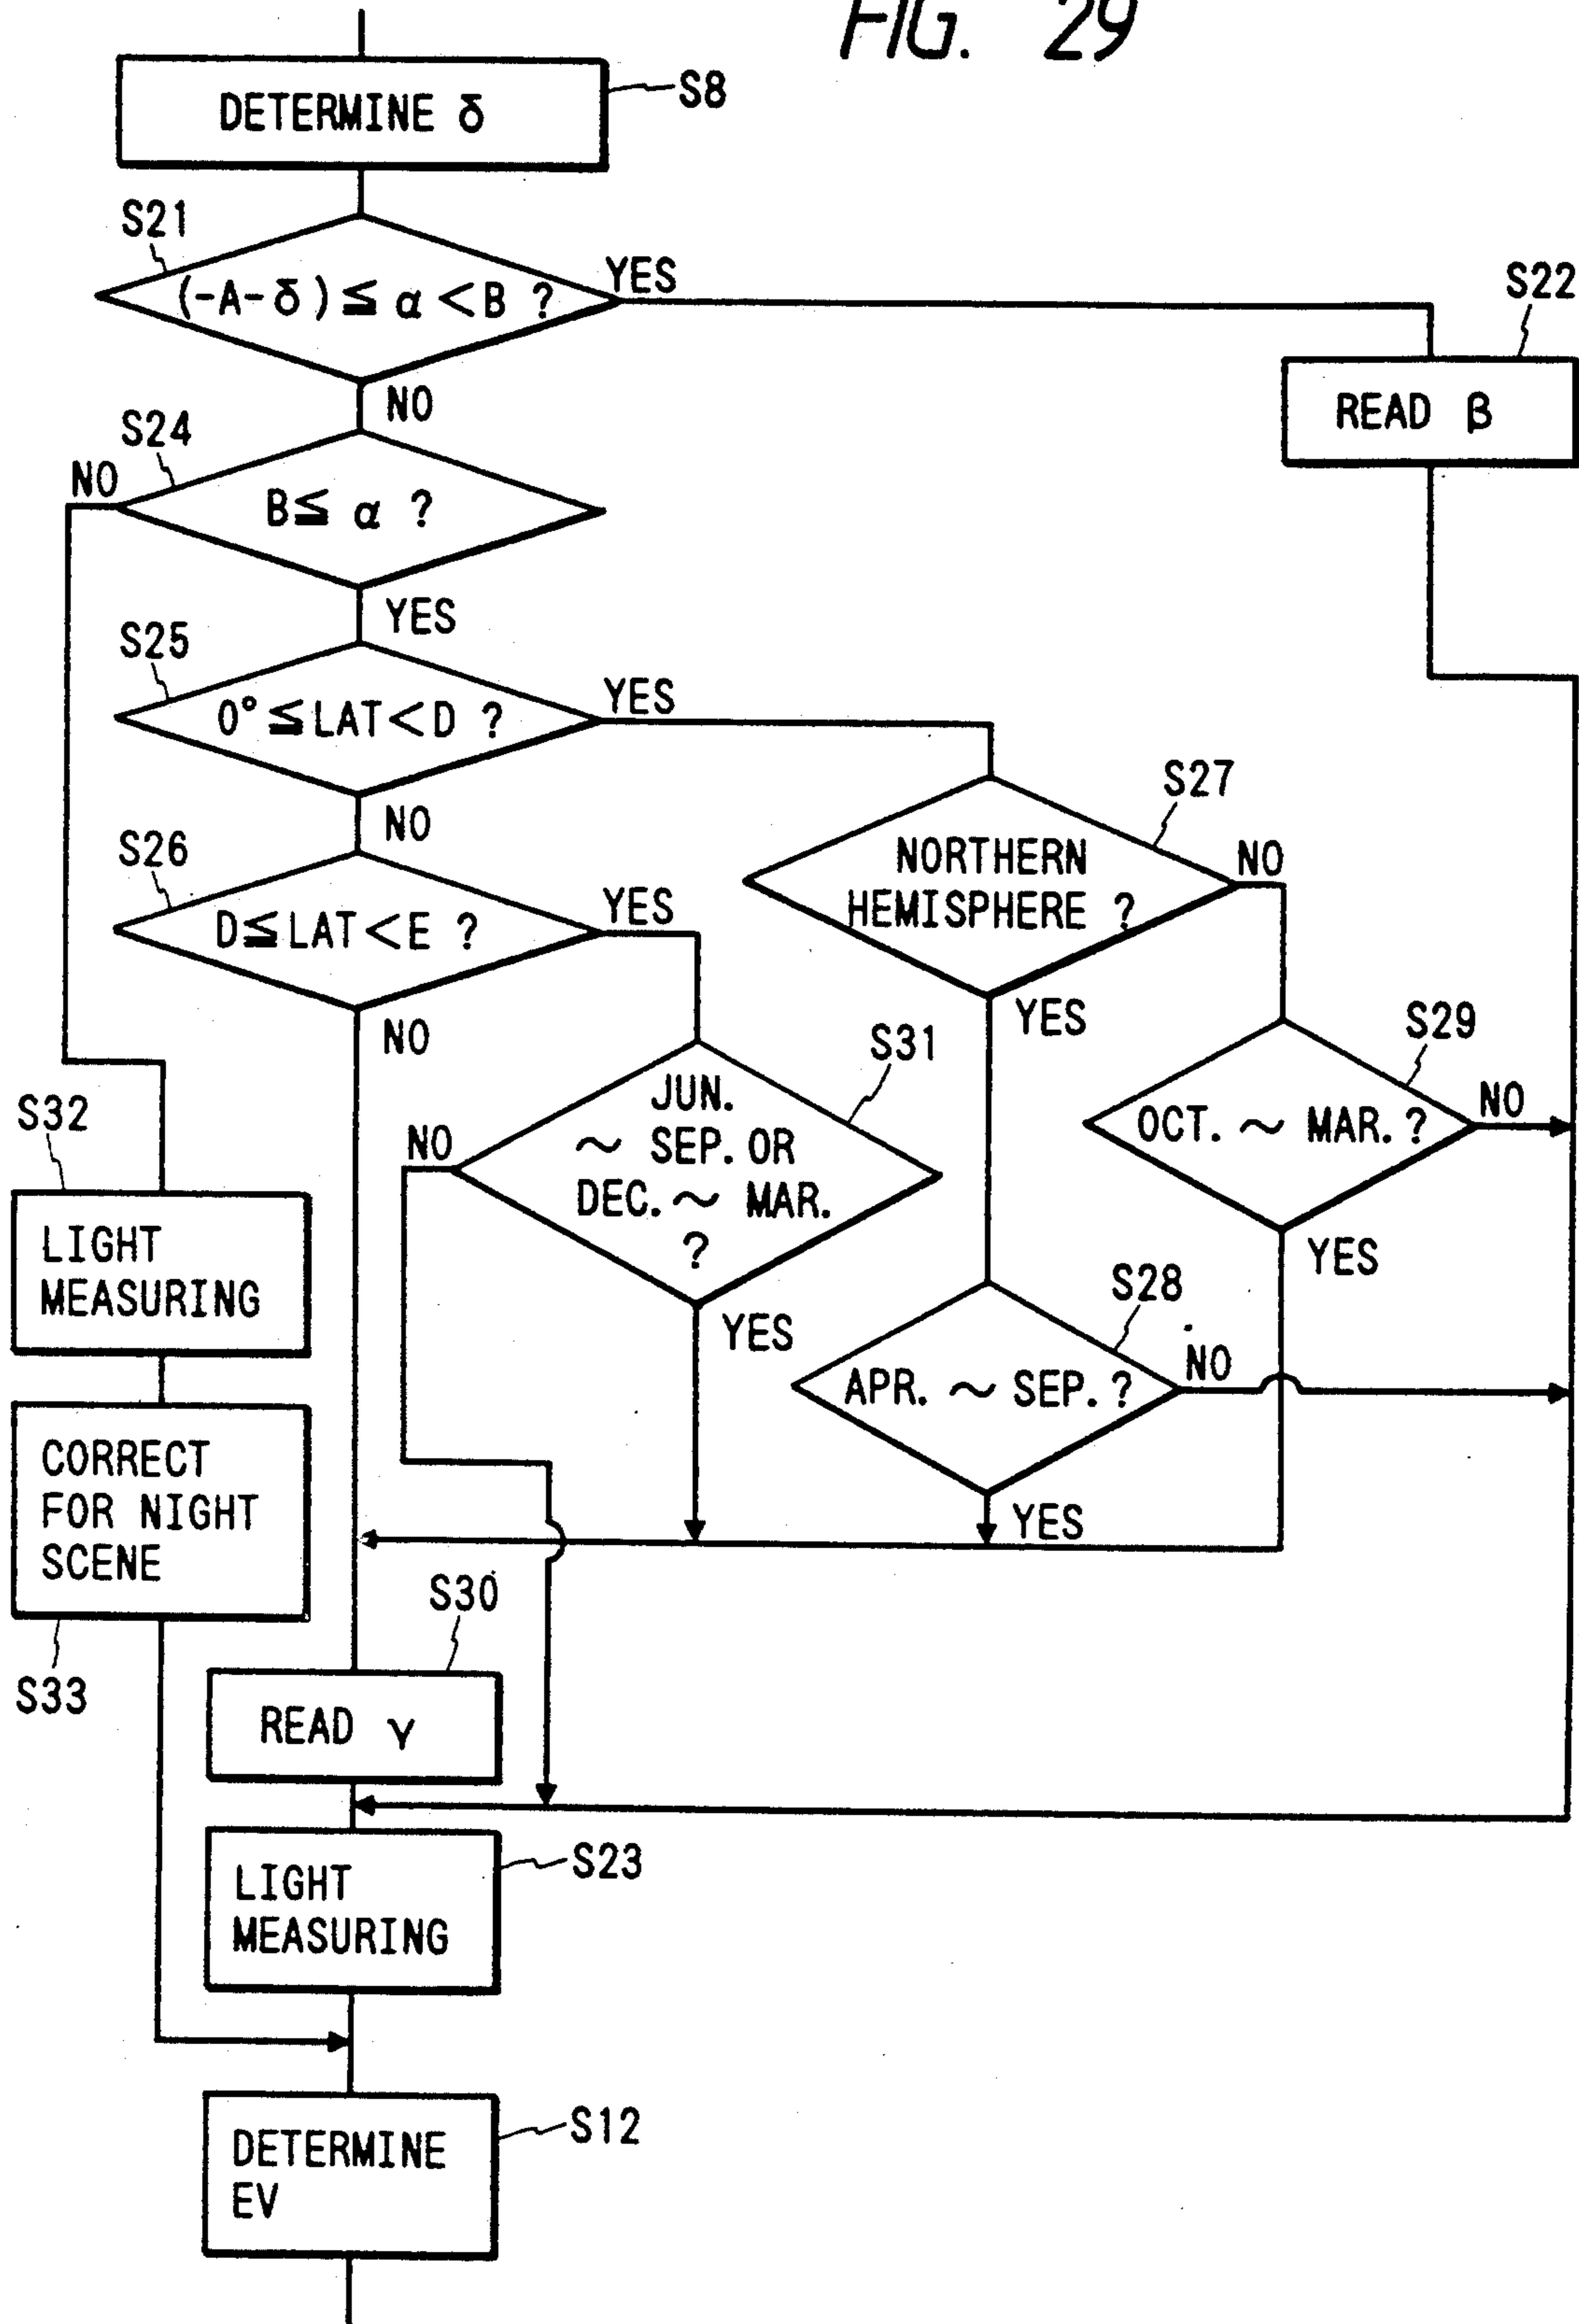 FIG. 29
DETERMINE δ
S8
S21
(-A-δ)≦ α <B ?
YES
NO
S22
READ β
S24
NO
B≦ α ?
YES
S25
0° ≦LAT<D ?
YES
NO
S26
D≦LAT<E ?
YES
NO
S27
NORTHERN
HEMISPHERE ?
NO
YES
S31
JUN.
~ SEP. OR
DEC. ~ MAR.
?
NO
YES
S29
OCT. ~ MAR. ?
NO
YES
S28
APR. ~ SEP. ?
NO
YES
S32
LIGHT
MEASURING
CORRECT
FOR NIGHT
SCENE
S33
S30
READ γ
LIGHT
MEASURING
S23
DETERMINE
EV
S12